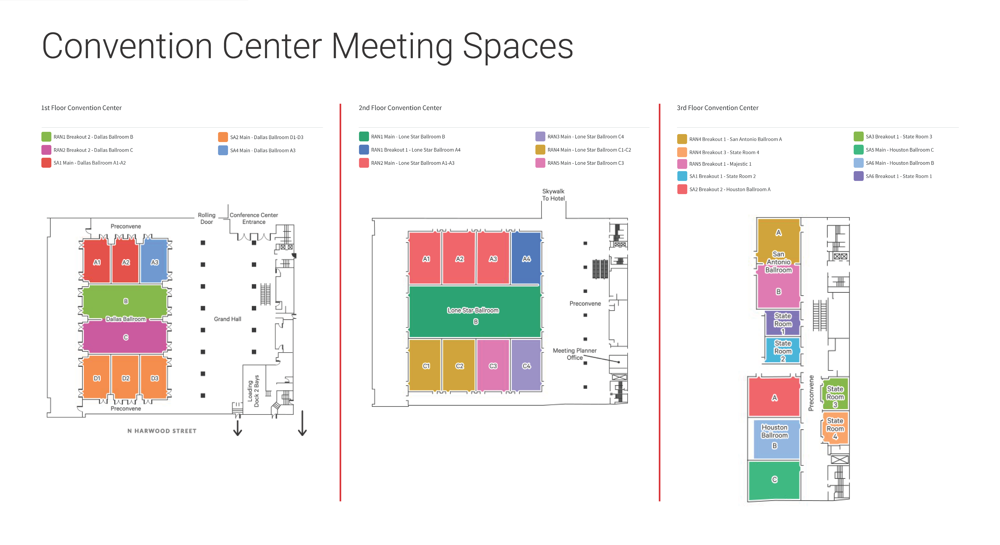 Convention Center Meeting Spaces
1st Floor Convention Center
RAN1 Breakout 2 - Dallas Ballroom B
RAN2 Breakout 2 - Dallas Ballroom C
SA1 Main - Dallas Ballroom A1-A2
SA2 Main - Dallas Ballroom D1-D3
SA4 Main - Dallas Ballroom A3
Rolling
Door
Conference Center
Entrance
Preconvene
A1
A2
A3
B
Dallas Ballroom
C
Grand Hall
D1
D2
D3
Loading
Dock 2 Bays
Preconvene
N HARWOOD STREET
2nd Floor Convention Center
RAN1 Main - Lone Star Ballroom B
RAN1 Breakout 1 - Lone Star Ballroom A4
RAN2 Main - Lone Star Ballroom A1-A3
RAN3 Main - Lone Star Ballroom C4
RAN4 Main - Lone Star Ballroom C1-C2
RAN5 Main - Lone Star Ballroom C3
Skywalk
To Hotel
A1
A2
A3
A4
Lone Star Ballroom
B
Preconvene
Meeting Planner
Office
C1
C2
C3
C4
3rd Floor Convention Center
RAN4 Breakout 1 - San Antonio Ballroom A
RAN4 Breakout 3 - State Room 4
RAN5 Breakout 1 - Majestic 1
SA1 Breakout 1 - State Room 2
SA2 Breakout 2 - Houston Ballroom A
SA3 Breakout 1 - State Room 3
SA5 Main - Houston Ballroom C
SA6 Main - Houston Ballroom B
SA6 Breakout 1 - State Room 1
A
San
Antonio
Ballroom
B
State
Room
1
State
Room
2
Preconvene
A
State
Room
3
State
Room
4
Houston
Ballroom
B
C